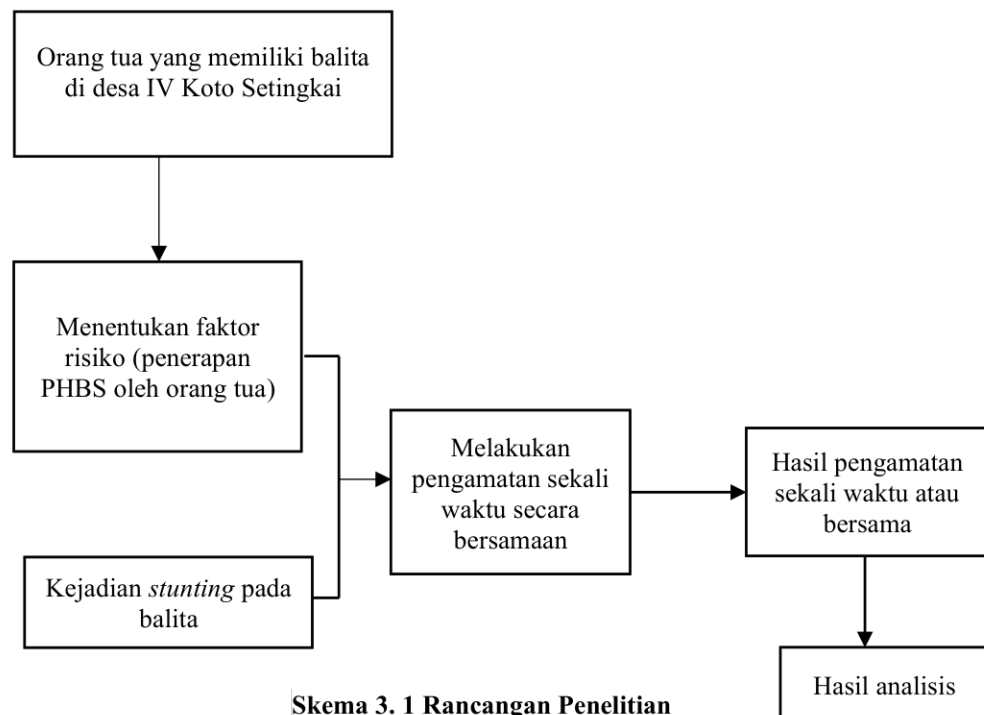 Orang tua yang memiliki balita
di desa IV Koto Setingkai
Menentukan faktor
risiko (penerapan
PHBS oleh orang tua)
Kejadian stunting pada
balita
Melakukan
pengamatan sekali
waktu secara
bersamaan
Hasil pengamatan
sekali waktu atau
bersama
Hasil analisis
Skema 3. 1 Rancangan Penelitian